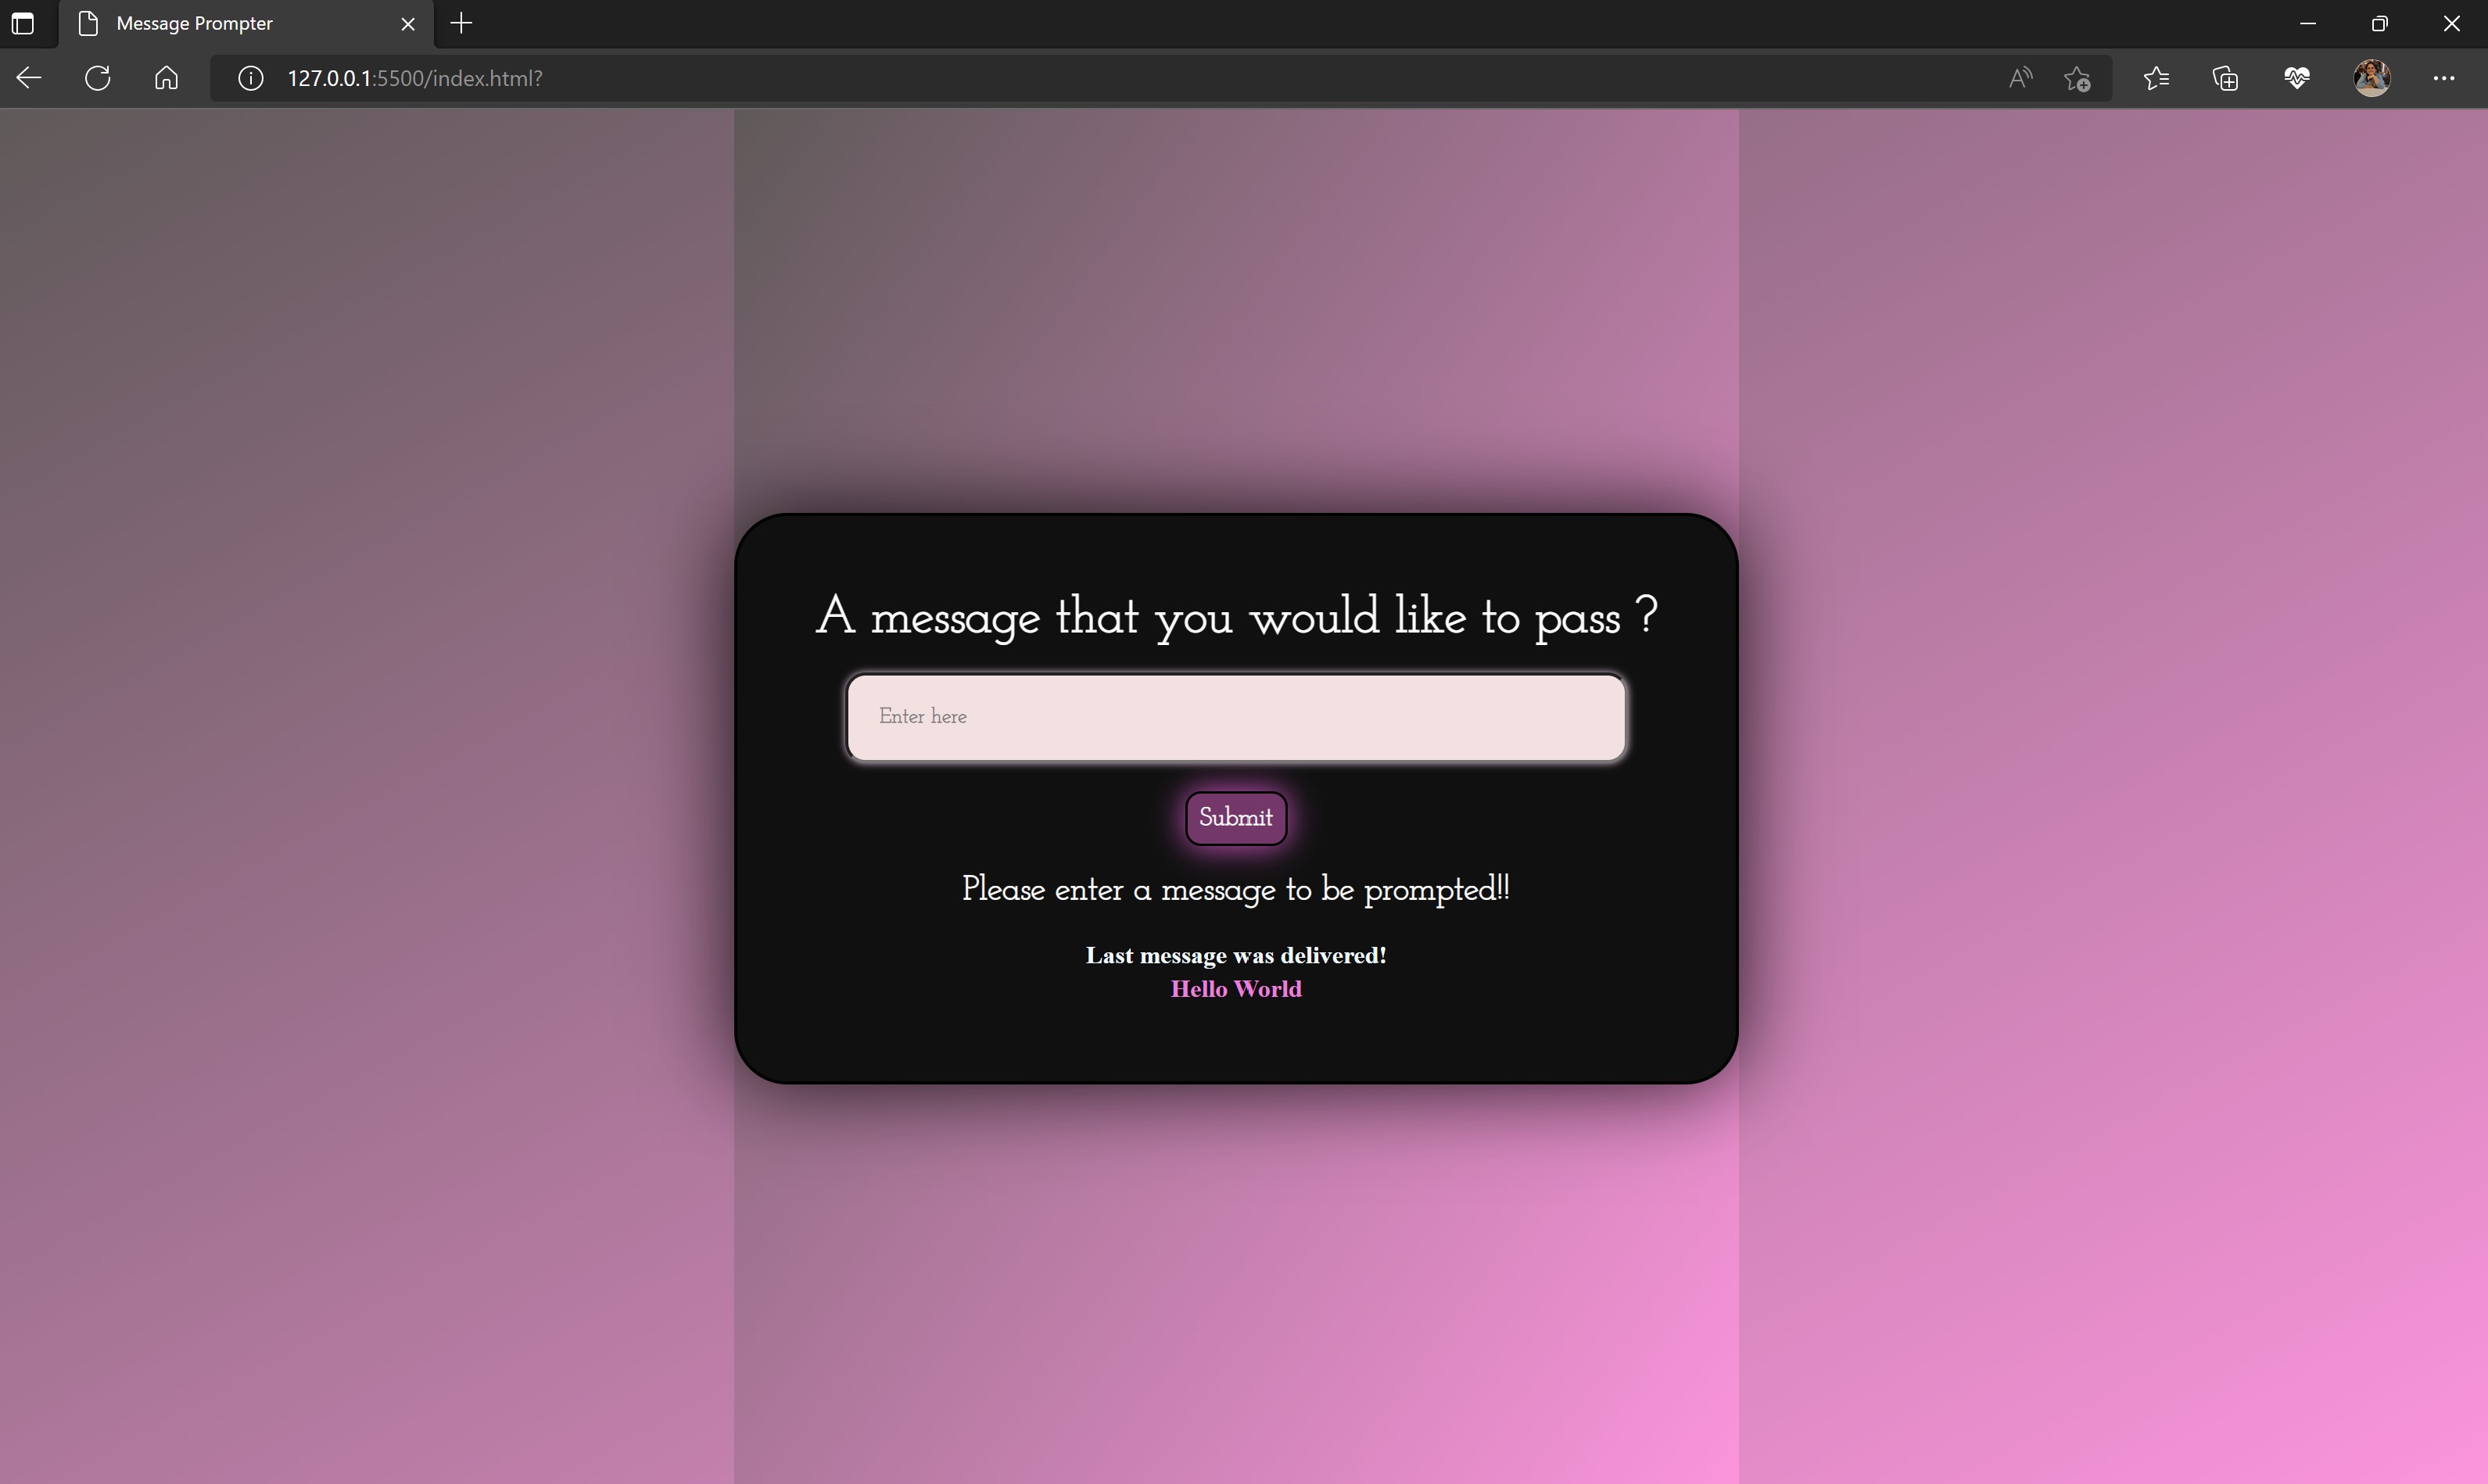 Message Prompter
127.0.0.1:5500/index.html?
A message that you would like to pass ?
Enter here
Submit
Please enter a message to be prompted!!
Last message was delivered!
Hello World